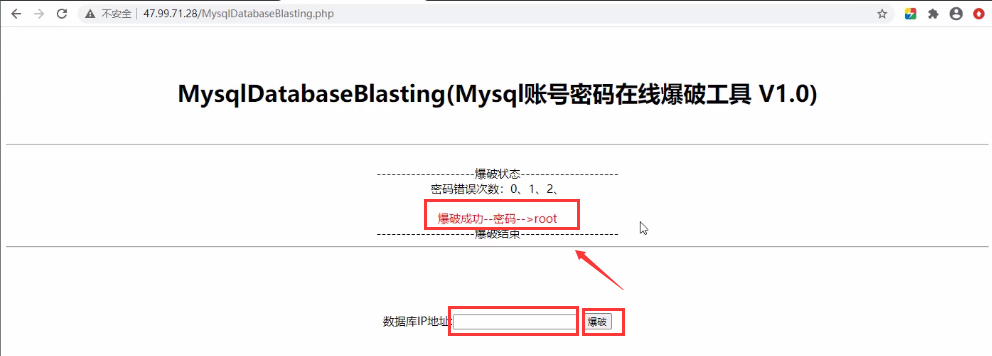 不安全 | 47.99.71.28/MysqlDatabaseBlasting.php
MysqlDatabaseBlasting(Mysql账号密码在线爆破工具 V1.0)
--------------------爆破状态--------------------
密码错误次数：0、1、2、
爆破成功--密码-->root
--------------------爆破结束--------------------
数据库IP地址: 爆破